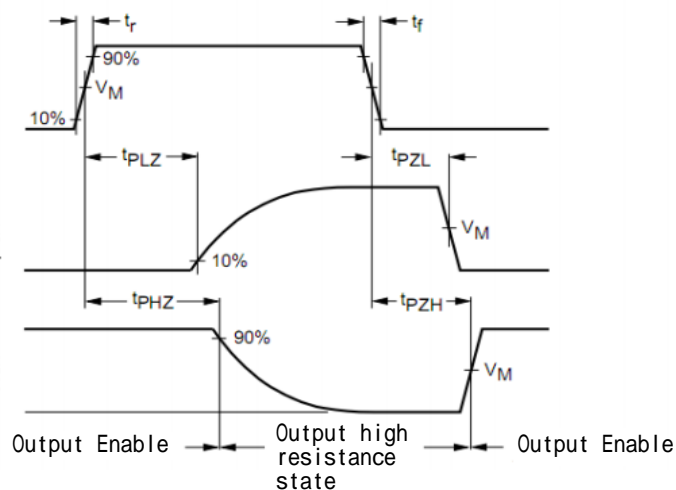 tr
tf
90%
VM
10%
tPLZ
tPZL
VM
10%
tPHZ
tPZH
90%
VM
Output Enable
Output high
resistance
state
Output Enable